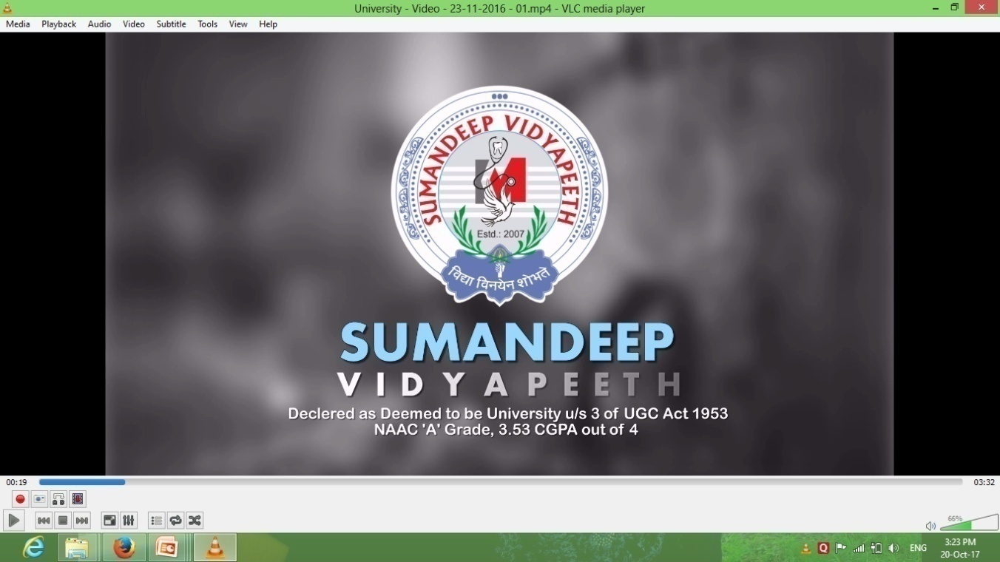 University - Video - 23-11-2016 - 01.mp4 - VLC media player
Media Playback Audio Video Subtitle Tools View Help
SUMANDEEP VIDYAPEETH
Estd.: 2007
विद्या विनयेन शोभते
SUMANDEEP
VIDYAPEETH
Declered as Deemed to be University u/s 3 of UGC Act 1953
NAAC 'A' Grade, 3.53 CGPA out of 4
00:19 03:32
66%
ENG
3:23 PM
20-Oct-17